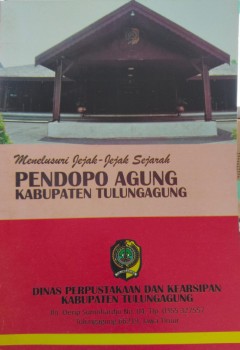 Menelusuri Jejak-Jejak Sejarah
PENDOPO AGUNG
KABUPATEN TULUNGAGUNG
DINAS PERPUSTAKAAN DAN KEARSIPAN
KABUPATEN TULUNGAGUNG